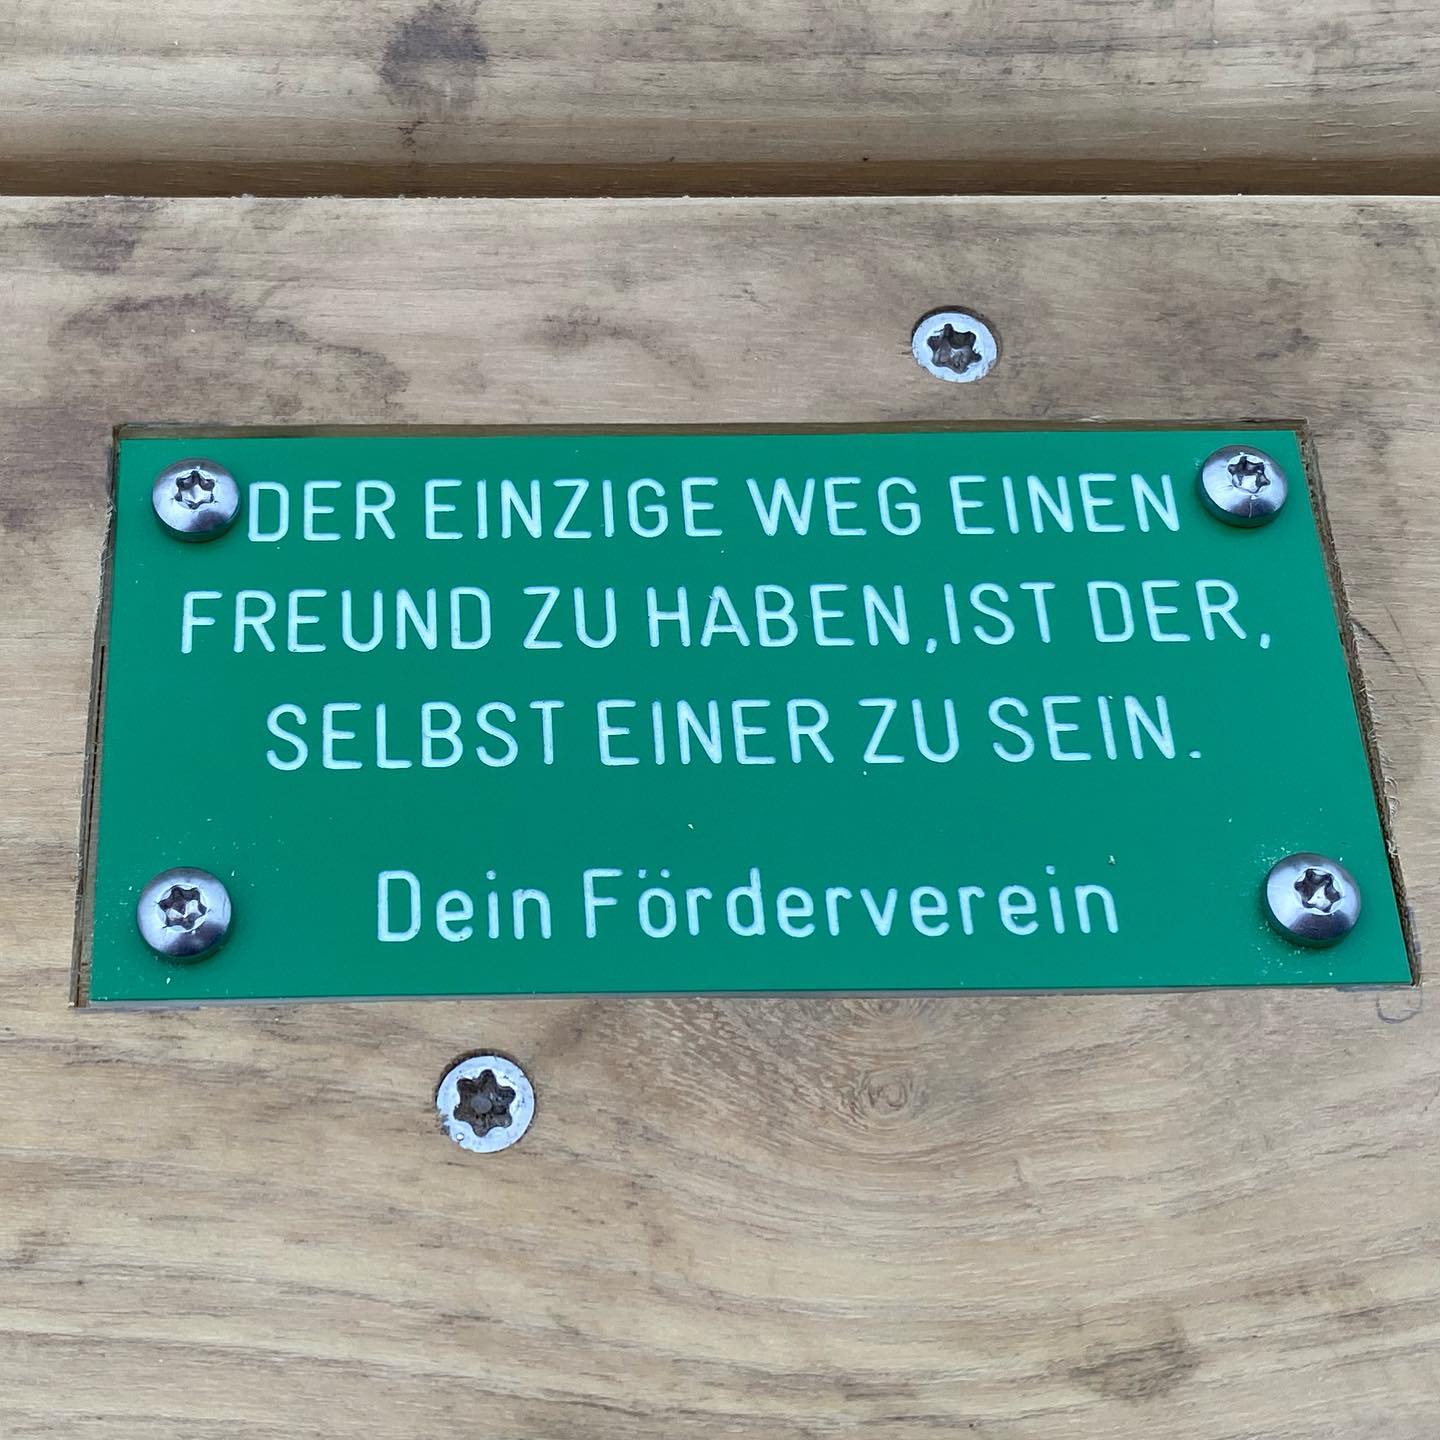 DER EINZIGE WEG EINEN
FREUND ZU HABEN, IST DER,
SELBST EINER ZU SEIN.
Dein Förderverein